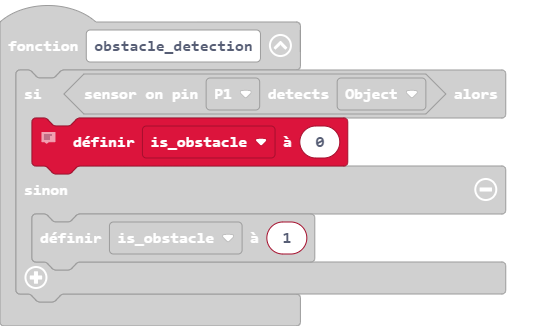 fonction obstacle_detection
si sensor on pin P1 detects Object alors
définir is_obstacle à 0
sinon
définir is_obstacle à 1